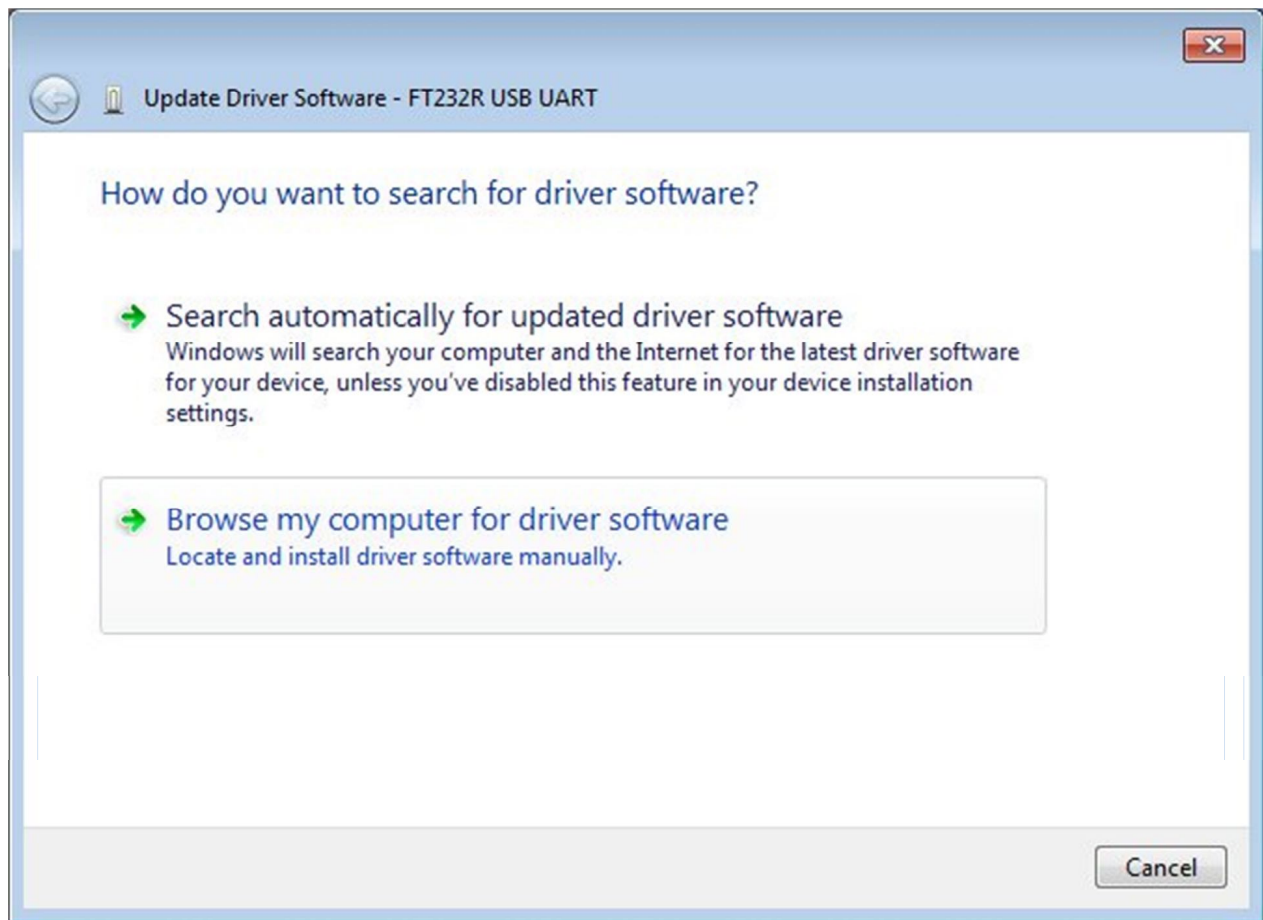 Update Driver Software - FT232R USB UART
How do you want to search for driver software?
Search automatically for updated driver software
Windows will search your computer and the Internet for the latest driver software
for your device, unless you've disabled this feature in your device installation
settings.
Browse my computer for driver software
Locate and install driver software manually.
Cancel